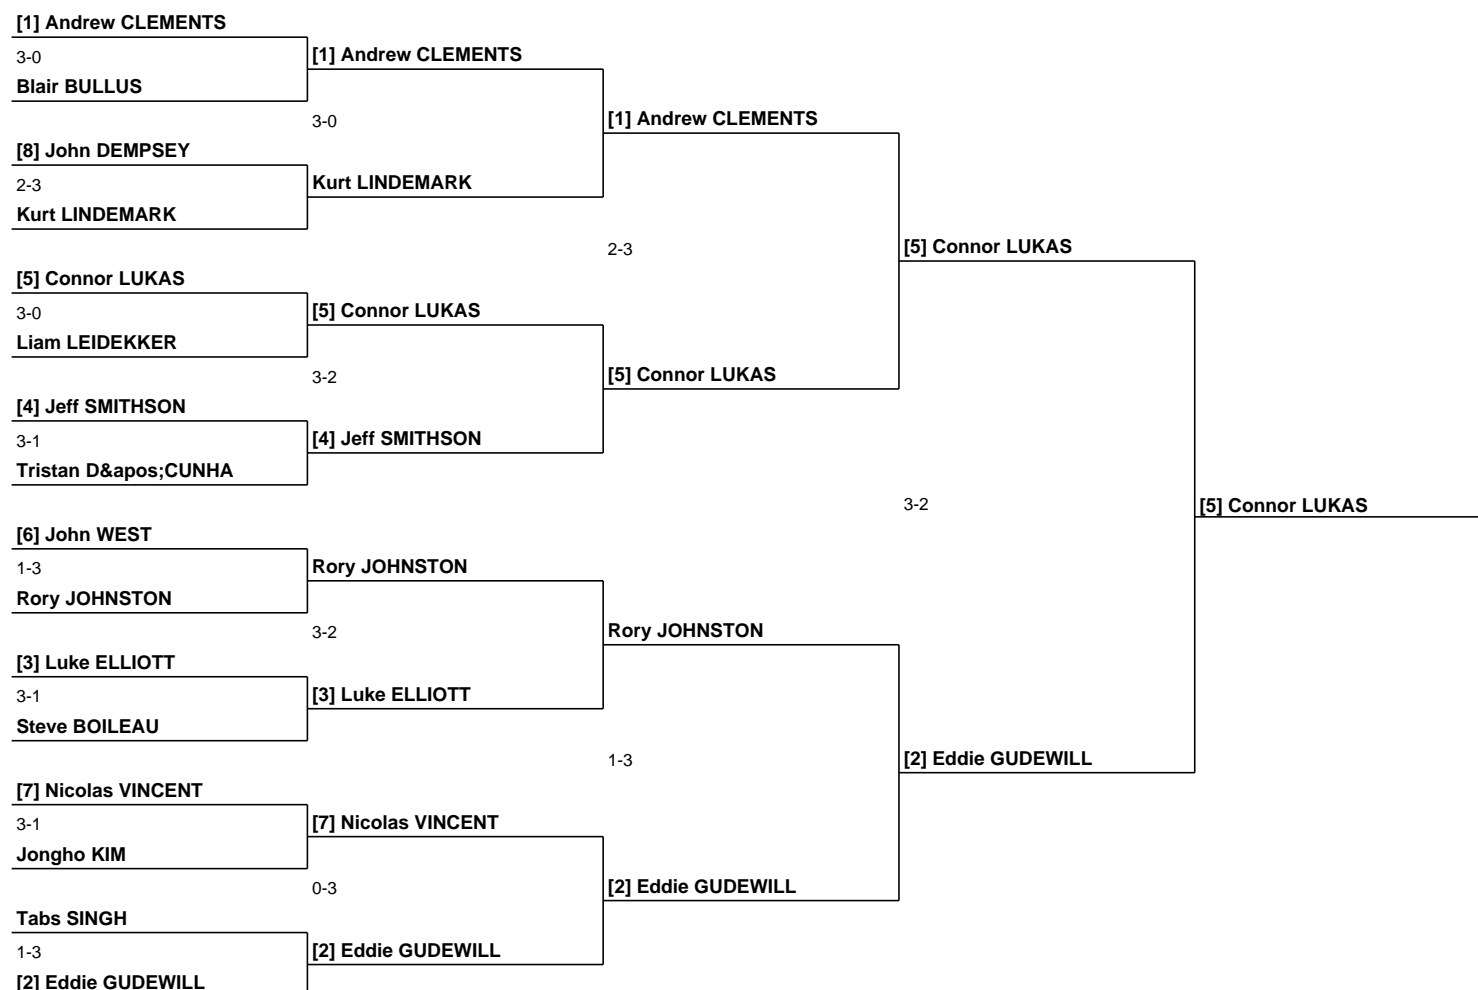 [1] Andrew CLEMENTS
3-0
[1] Andrew CLEMENTS
Blair BULLUS
3-0
[1] Andrew CLEMENTS
[8] John DEMPSEY
2-3
Kurt LINDEMARK
Kurt LINDEMARK
2-3
[5] Connor LUKAS
[5] Connor LUKAS
3-0
[5] Connor LUKAS
Liam LEIDEKKER
3-2
[5] Connor LUKAS
[4] Jeff SMITHSON
3-1
[4] Jeff SMITHSON
Tristan D&apos;CUNHA
3-2
[5] Connor LUKAS
[6] John WEST
1-3
Rory JOHNSTON
Rory JOHNSTON
3-2
Rory JOHNSTON
[3] Luke ELLIOTT
3-1
[3] Luke ELLIOTT
Steve BOILEAU
1-3
[2] Eddie GUDEWILL
[7] Nicolas VINCENT
3-1
[7] Nicolas VINCENT
Jongho KIM
0-3
[2] Eddie GUDEWILL
Tabs SINGH
1-3
[2] Eddie GUDEWILL
[2] Eddie GUDEWILL